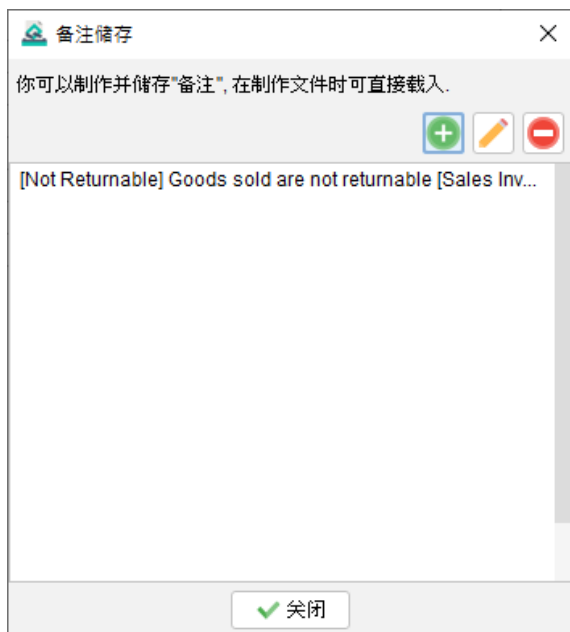 备注储存
你可以制作并储存"备注", 在制作文件时可直接载入.
[Not Returnable] Goods sold are not returnable [Sales Inv...
关闭